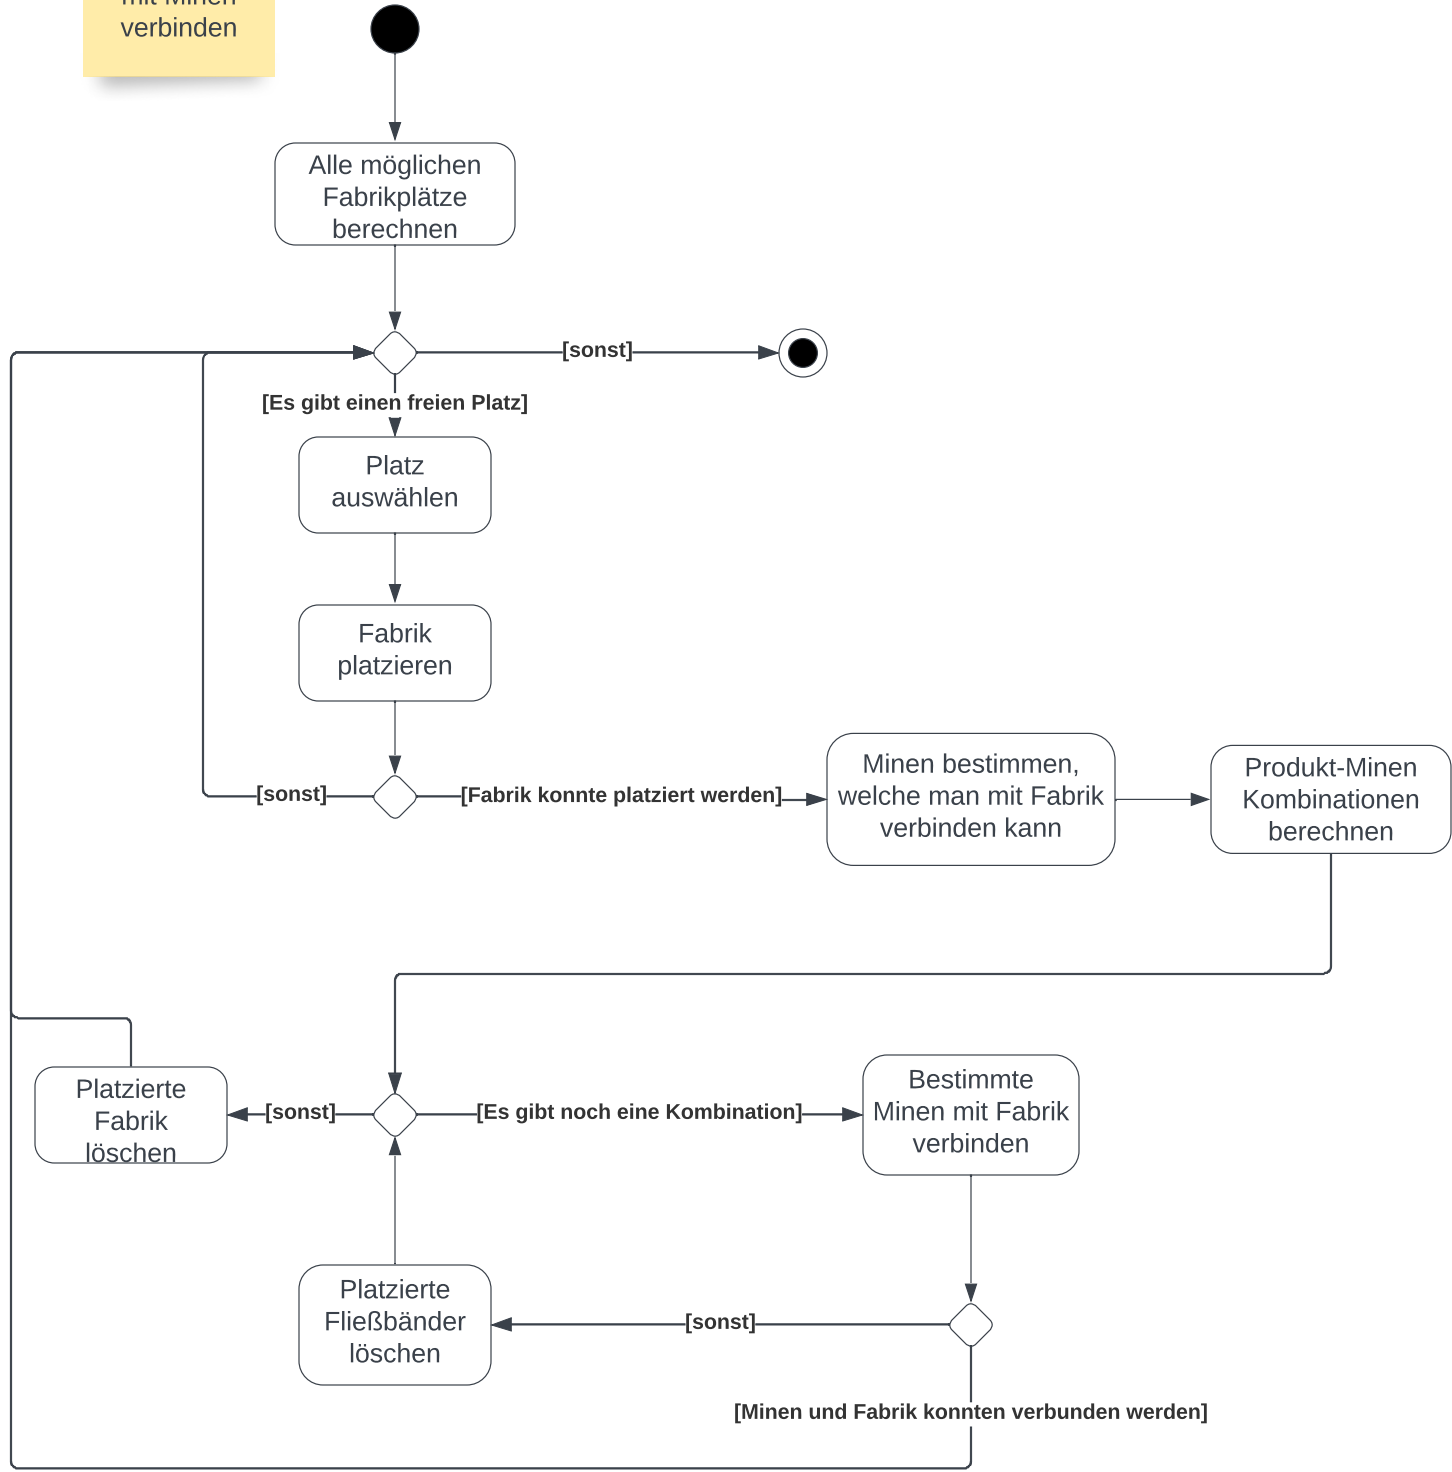 mit Minen
verbinden
Alle möglichen
Fabrikplätze
berechnen
[sonst]
[Es gibt einen freien Platz]
Platz
auswählen
Fabrik
platzieren
[sonst]
[Fabrik konnte platziert werden]
Minen bestimmen,
welche man mit Fabrik
verbinden kann
Produkt-Minen
Kombinationen
berechnen
Platzierte
Fabrik
löschen
[sonst]
[Es gibt noch eine Kombination]
Bestimmte
Minen mit Fabrik
verbinden
Platzierte
Fließbänder
löschen
[sonst]
[Minen und Fabrik konnten verbunden werden]